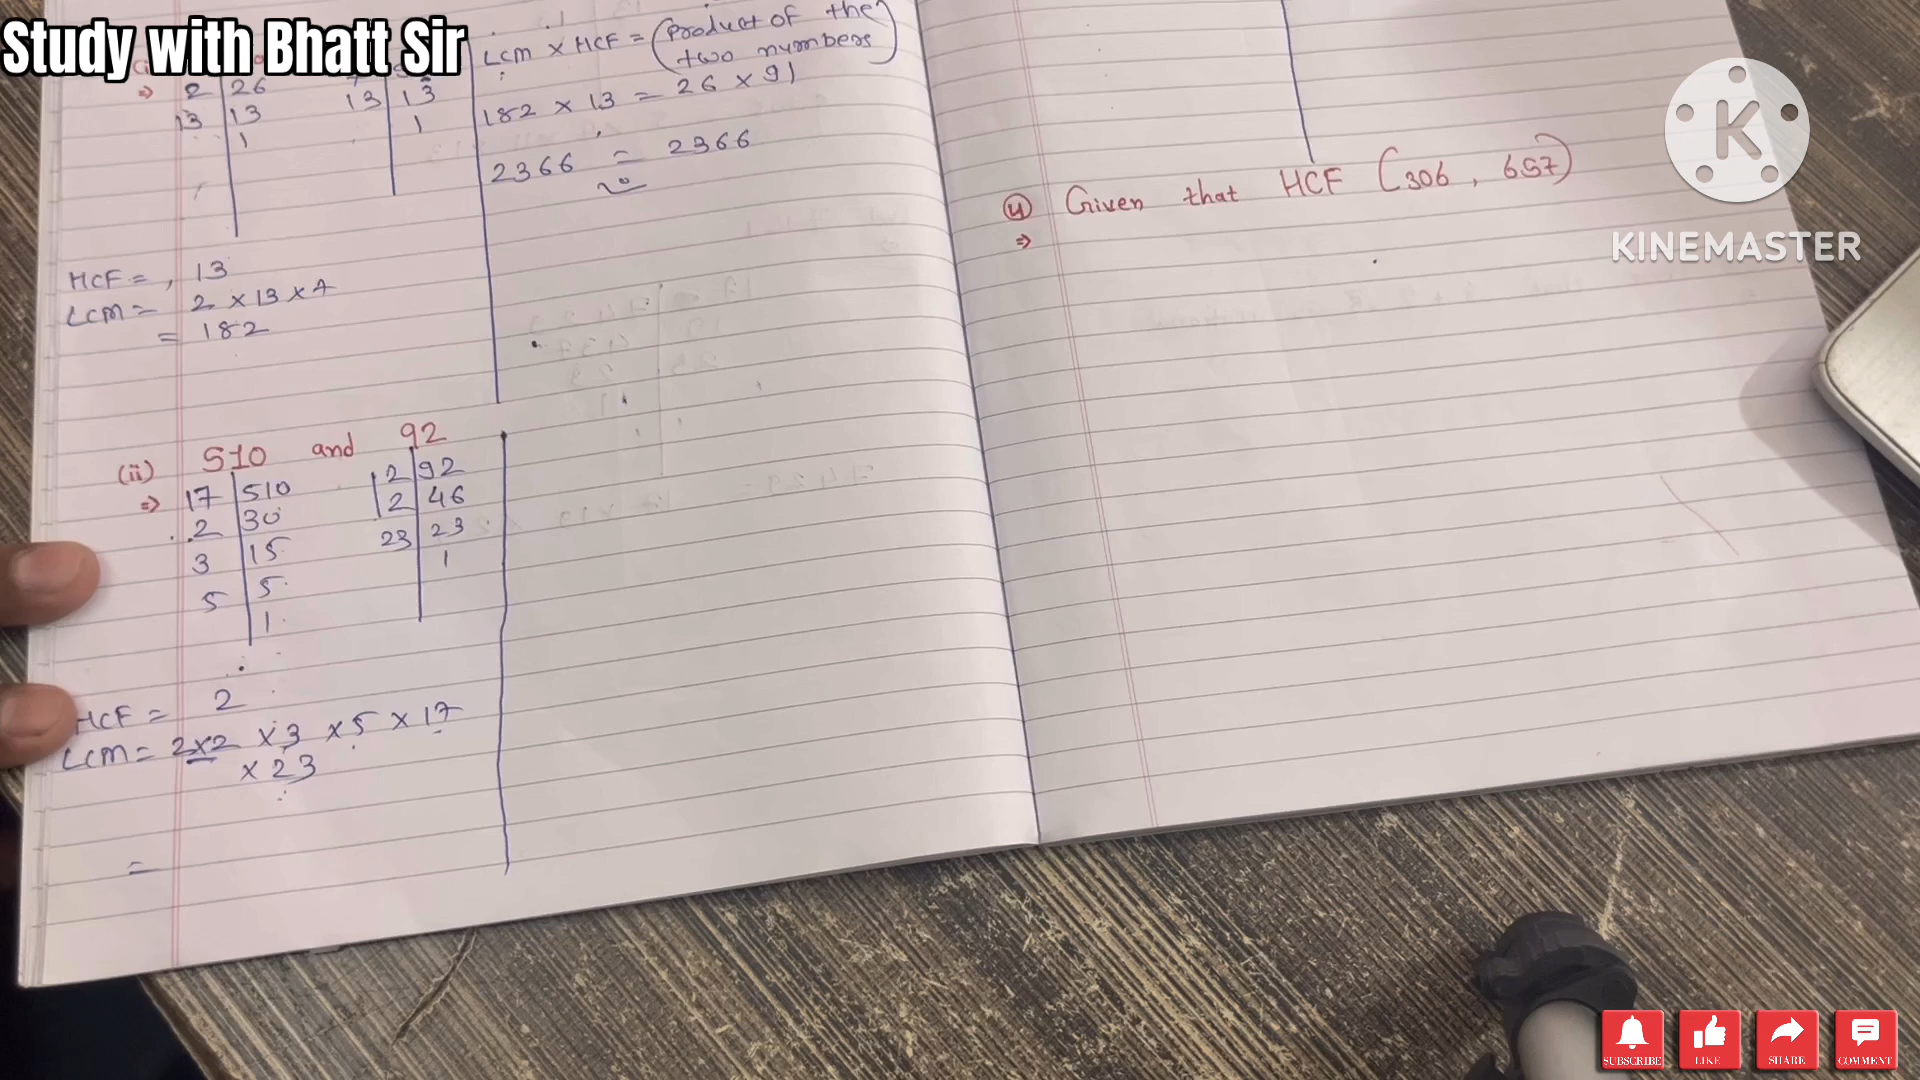 Study with Bhatt Sir
2 | 26
13 | 13
1
13 | 13
1
LCM × HCF = (Product of the
two numbers)
182 × 13 = 26 × 91
2366 = 2366
HCF = , 13
LCM = 2 × 13 × 7
= 182
(ii) 510 and 92
⇒ 17 | 510
2 | 30
3 | 15
5 | 5
1
2 | 92
2 | 46
23 | 23
1
HCF = 2
LCM = 2×2 × 3 × 5 × 17
× 23
=
④ Given that HCF (306, 657)
⇒
K
KINEMASTER
SUBSCRIBE
LIKE
SHARE
COMMENT